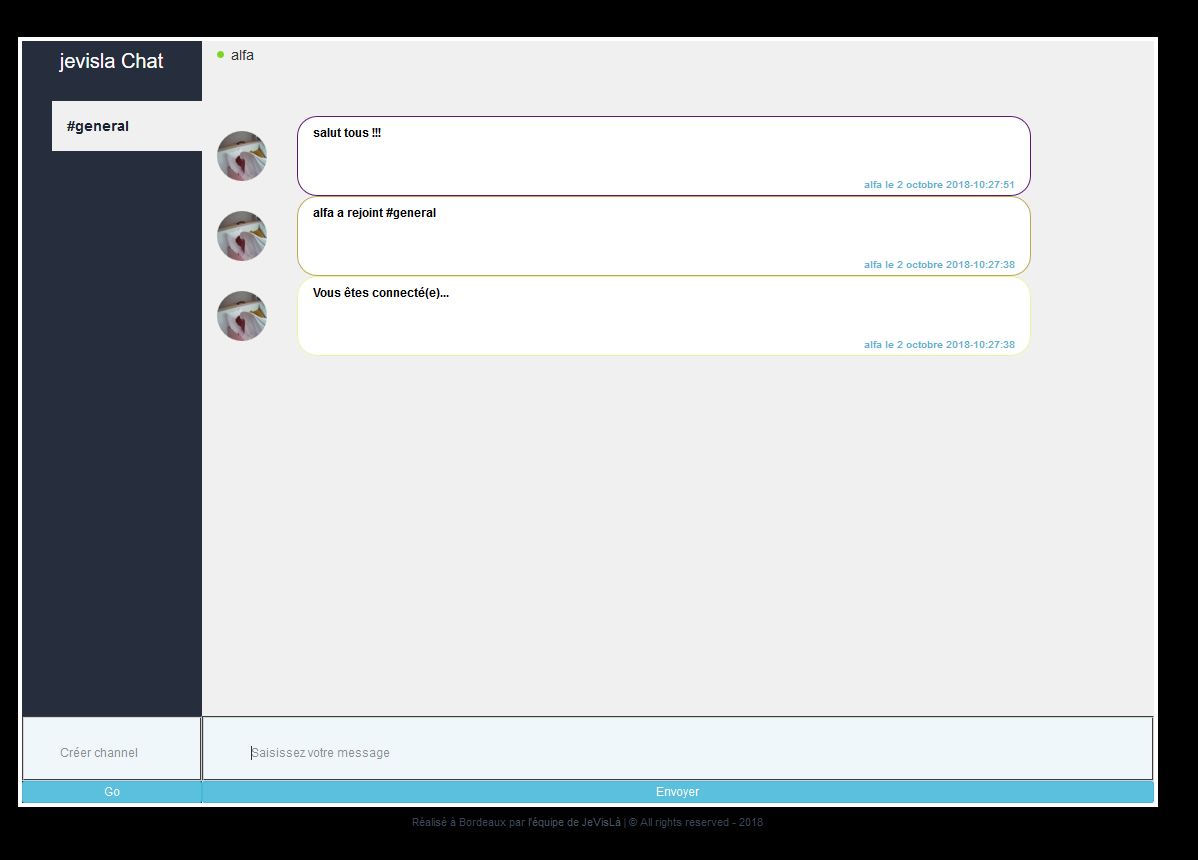 jevisla Chat
alfa
#general
salut tous !!!
alfa le 2 octobre 2018-10:27:51
alfa a rejoint #general
alfa le 2 octobre 2018-10:27:38
Vous êtes connecté(e)...
alfa le 2 octobre 2018-10:27:38
Créer channel
Saisissez votre message
Go
Envoyer
Réalisé à Bordeaux par l'équipe de JeVisLà | © All rights reserved - 2018